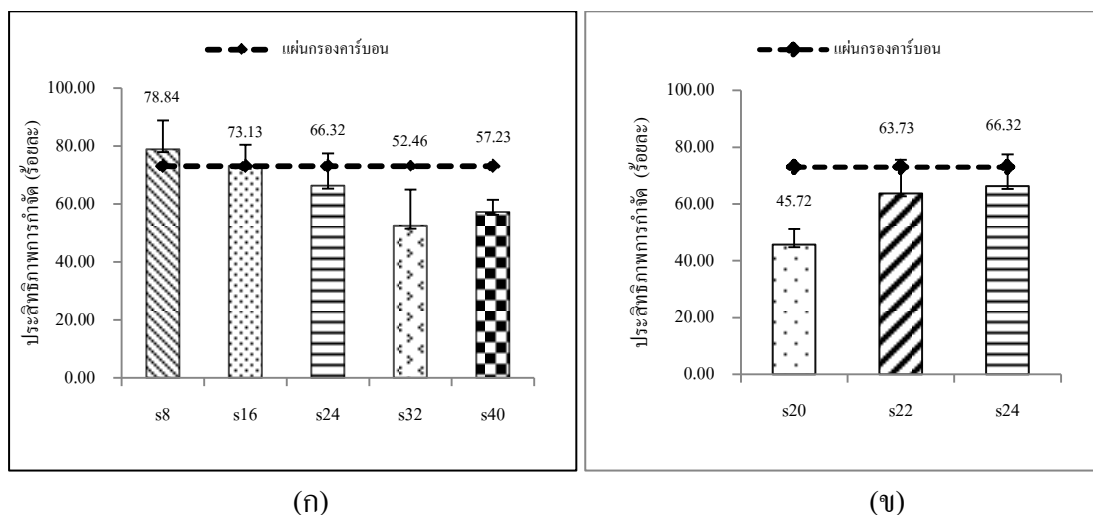 แผ่นกรองคาร์บอน
ประสิทธิภาพการกำจัด (ร้อยละ)
100.00
80.00
60.00
40.00
20.00
0.00
78.84
73.13
66.32
52.46
57.23
s8
s16
s24
s32
s40
(ก)
แผ่นกรองคาร์บอน
ประสิทธิภาพการกำจัด (ร้อยละ)
100.00
80.00
60.00
40.00
20.00
0.00
45.72
63.73
66.32
s20
s22
s24
(ข)